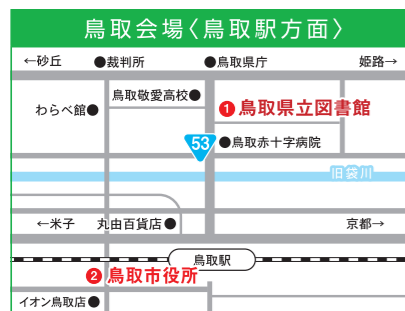 鳥取会場〈鳥取駅方面〉
←砂丘 ●裁判所 ●鳥取県庁 姫路→
鳥取敬愛高校●
わらべ館●
❶鳥取県立図書館
53
●鳥取赤十字病院
旧袋川
←米子 丸由百貨店● 京都→
鳥取駅
❷鳥取市役所
イオン鳥取店●